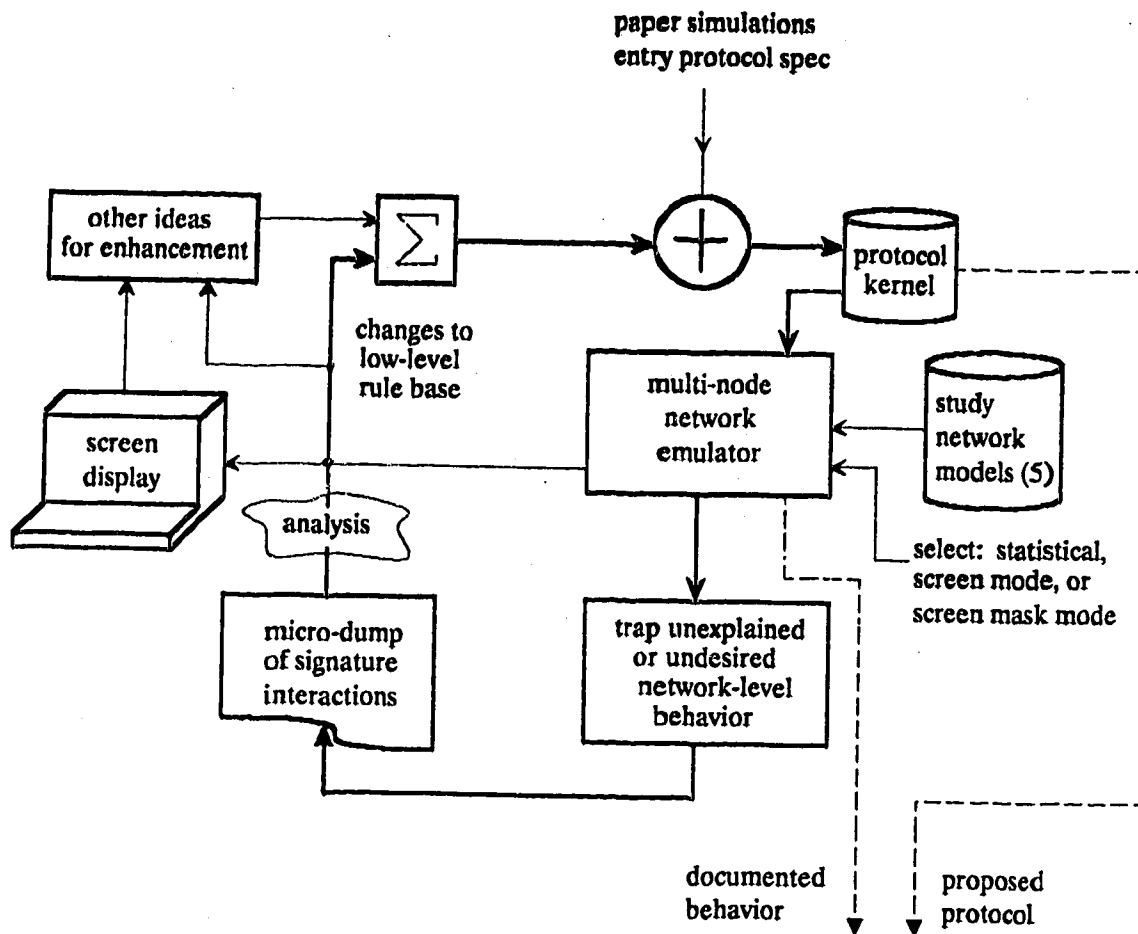 paper simulations
entry protocol spec
other ideas
for enhancement
Σ
+
protocol
kernel
changes to
low-level
rule base
multi-node
network
emulator
study
network
models (5)
screen
display
analysis
select: statistical,
screen mode, or
screen mask mode
micro-dump
of signature
interactions
trap unexplained
or undesired
network-level
behavior
documented
behavior
proposed
protocol